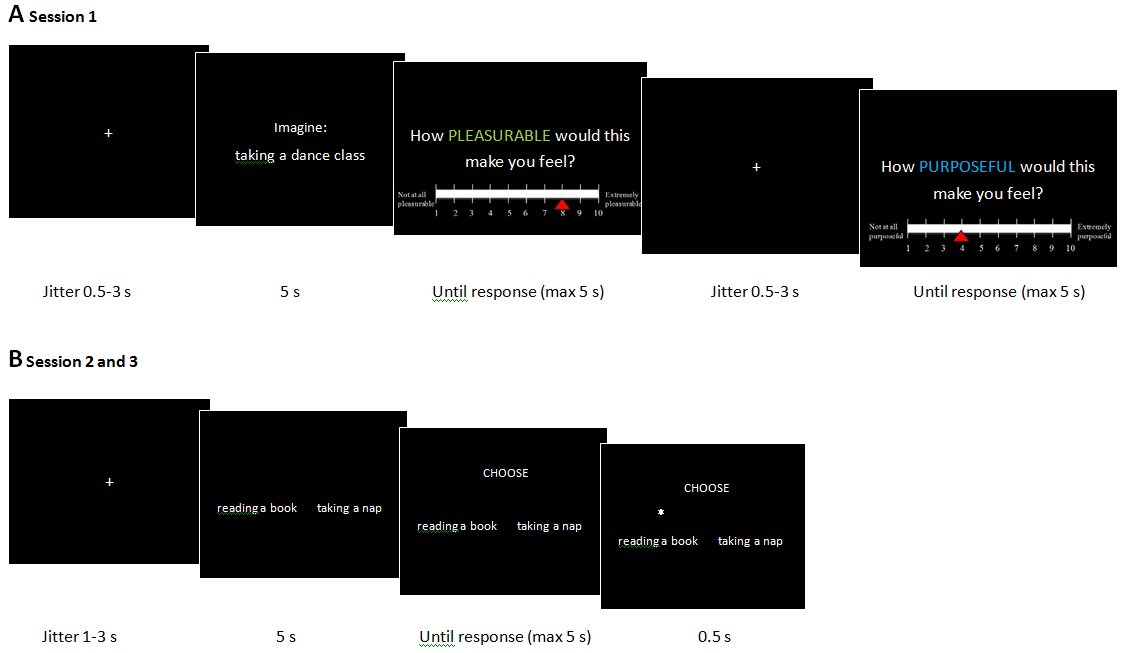 A Session 1
+
Imagine:
taking a dance class
How PLEASURABLE would this
make you feel?
Not at all
pleasurable
Extremely
pleasurable
1 2 3 4 5 6 7 8 9 10
+
How PURPOSEFUL would this
make you feel?
Not at all
purposeful
Extremely
purposeful
1 2 3 4 5 6 7 8 9 10
Jitter 0.5-3 s
5 s
Until response (max 5 s)
Jitter 0.5-3 s
Until response (max 5 s)
B Session 2 and 3
+
reading a book taking a nap
CHOOSE
reading a book taking a nap
CHOOSE
*
reading a book taking a nap
Jitter 1-3 s
5 s
Until response (max 5 s)
0.5 s